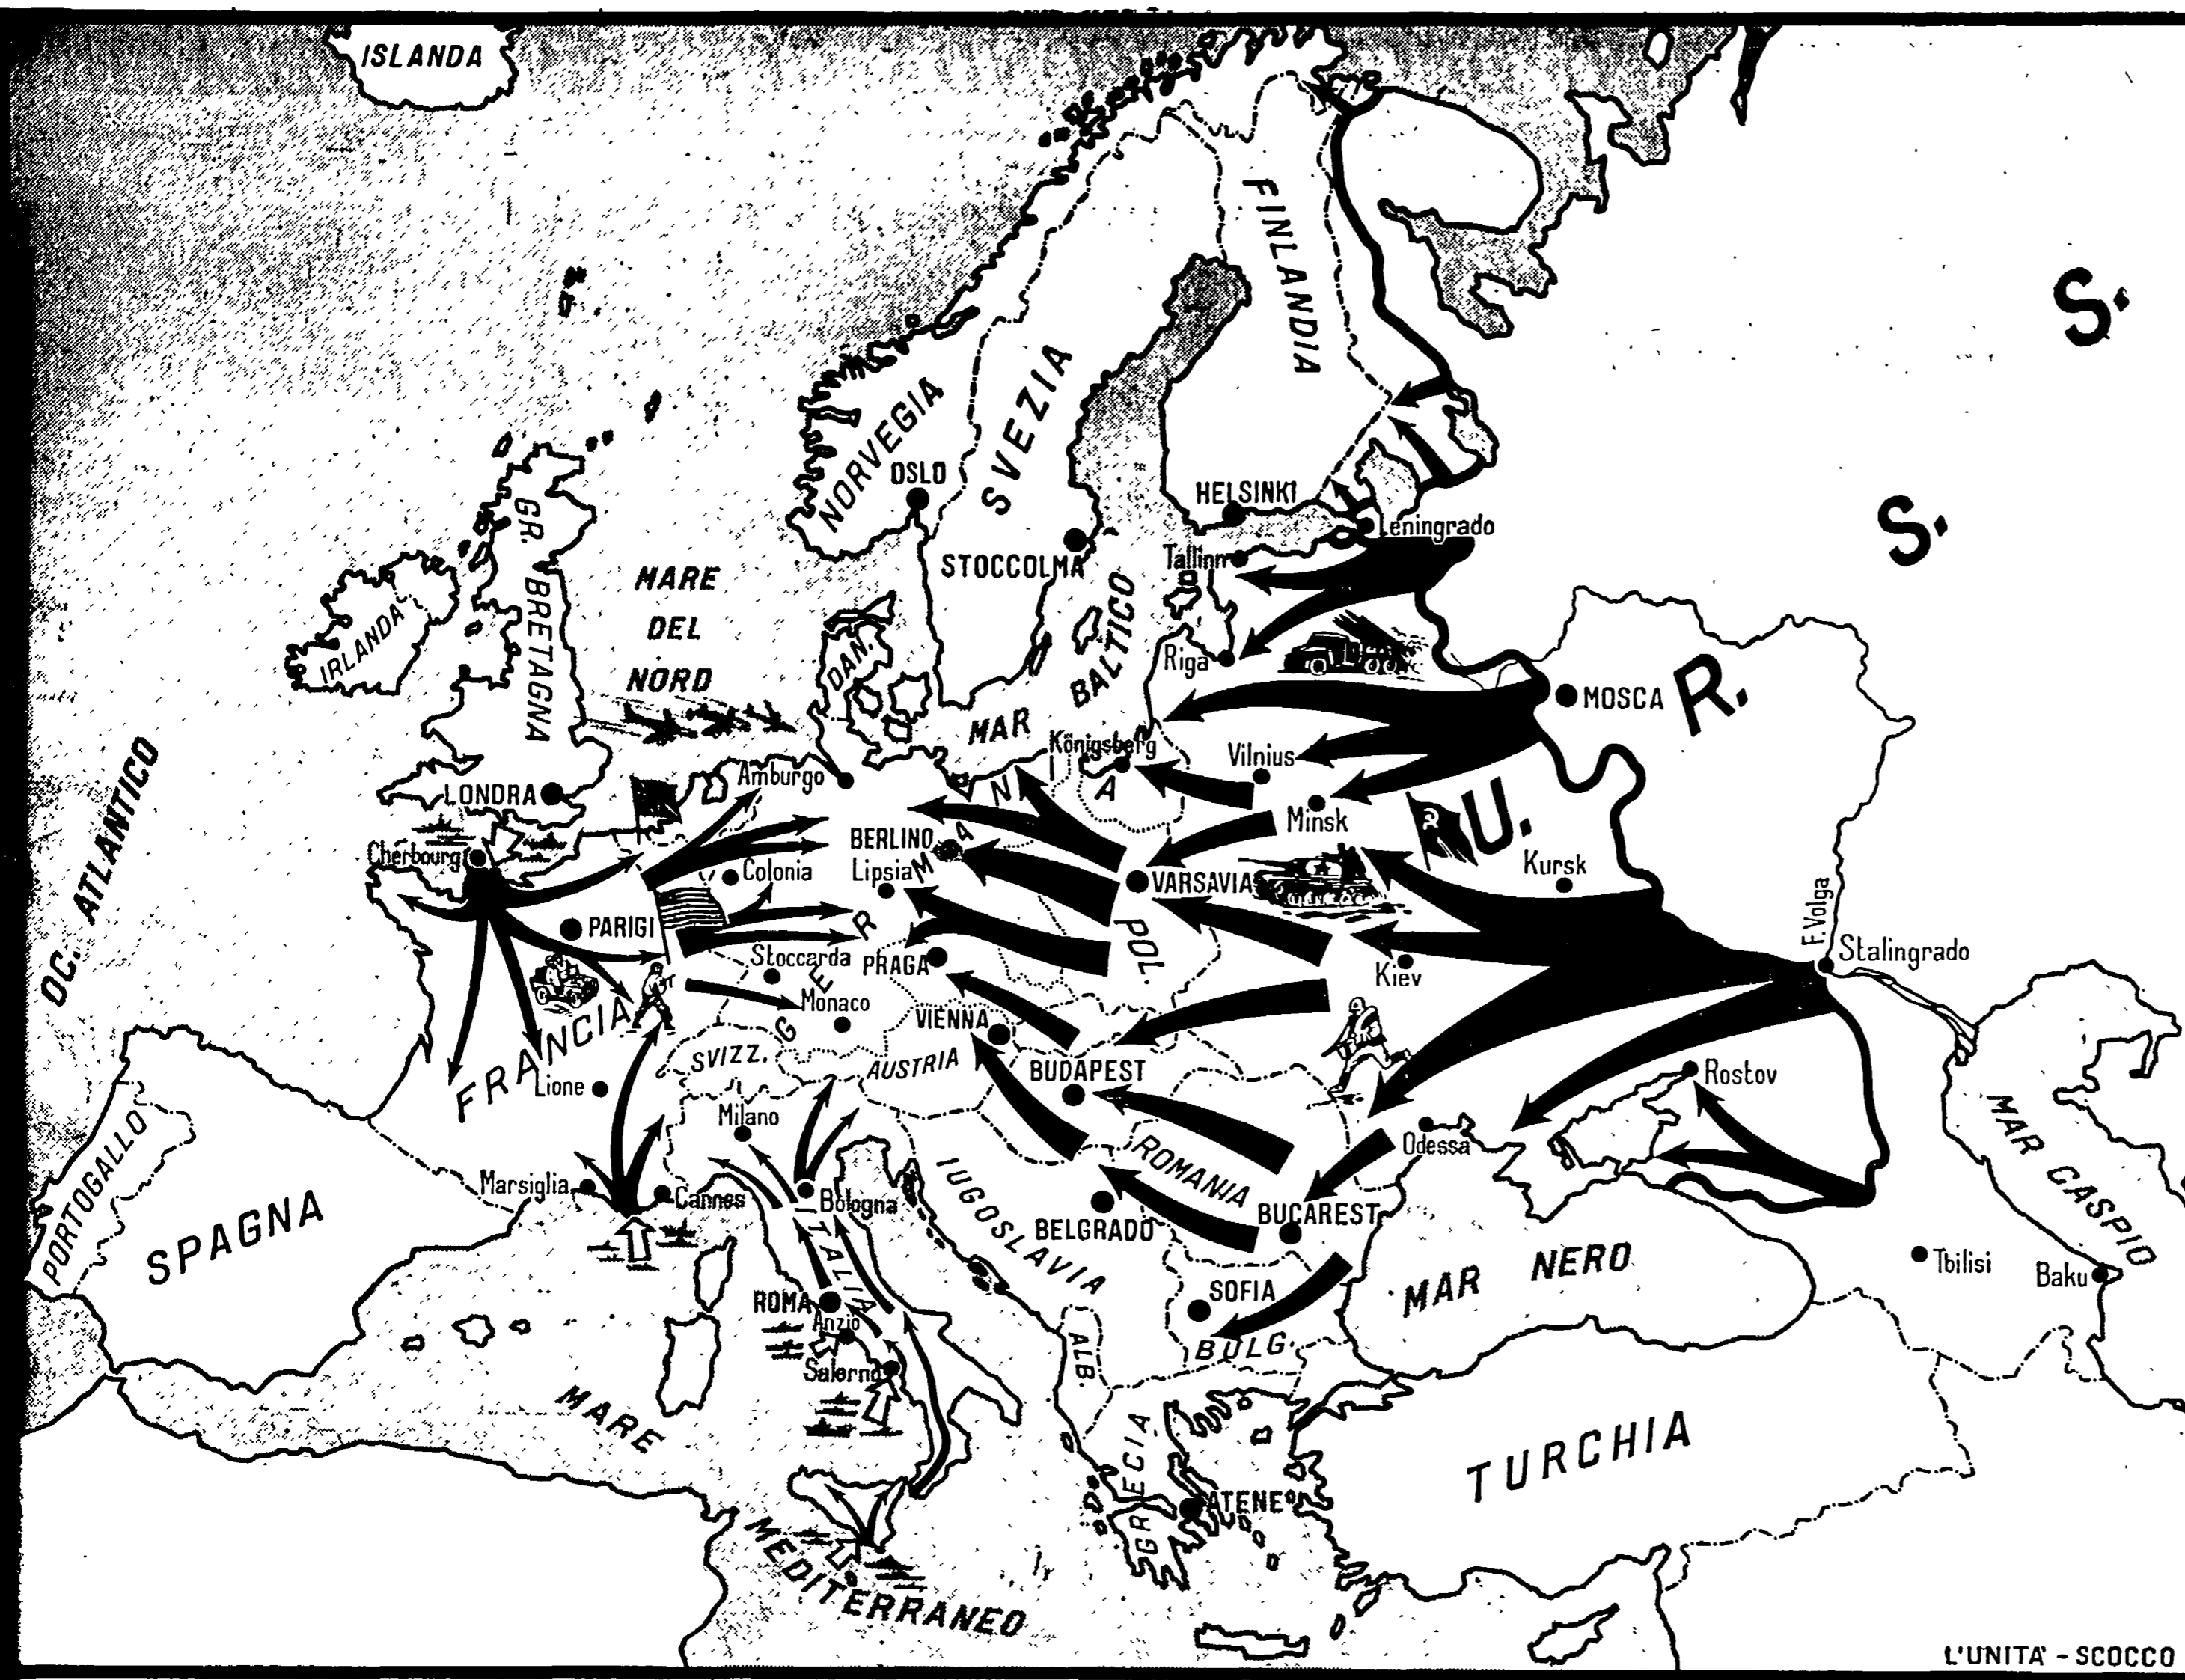 ISLANDA
FINLANDIA
S.
SVEZIA
NORVEGIA
OSLO
HELSINKI
Leningrado
S.
GR. BRETAGNA
STOCCOLMA
Tallinn
MARE
DEL
NORD
IRLANDA
DAN.
MAR BALTICO
Riga
MOSCA
R.
Königsberg
Vilnius
Amburgo
LONDRA
Minsk
U.
OC. ATLANTICO
Cherbourg
BERLINO
Colonia
Lipsia
VARSAVIA
Kursk
F. Volga
PARIGI
POL.
Stalingrado
Stoccarda
PRAGA
Kiev
GERMANIA
Monaco
VIENNA
FRANCIA
SVIZZ.
AUSTRIA
BUDAPEST
Rostov
Lione
Milano
Odessa
MAR CASPIO
PORTOGALLO
ROMANIA
Marsiglia
Cannes
Bologna
IUGOSLAVIA
SPAGNA
ITALIA
BELGRADO
BUCAREST
MAR NERO
Tbilisi
Baku
ROMA
Anzio
SOFIA
BULG.
ALB.
Salerno
MARE MEDITERRANEO
TURCHIA
GRECIA
ATENE
L'UNITA' - SCOCCO